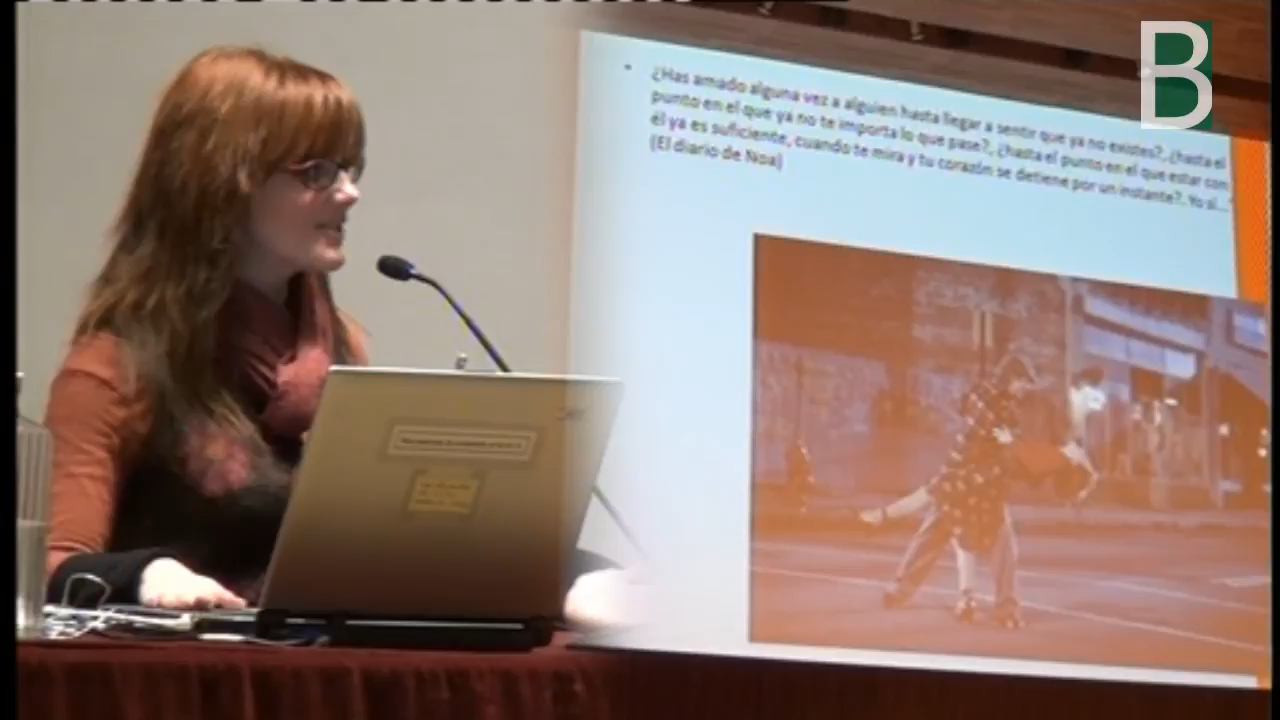 B
• ¿Has amado alguna vez a alguien hasta llegar a sentir que ya no existes?, ¿hasta el
punto en el que ya no te importa lo que pase?, ¿hasta el punto en el que estar con
él ya es suficiente, cuando te mira y tu corazón se detiene por un instante?. Yo sí...
(El diario de Noa)